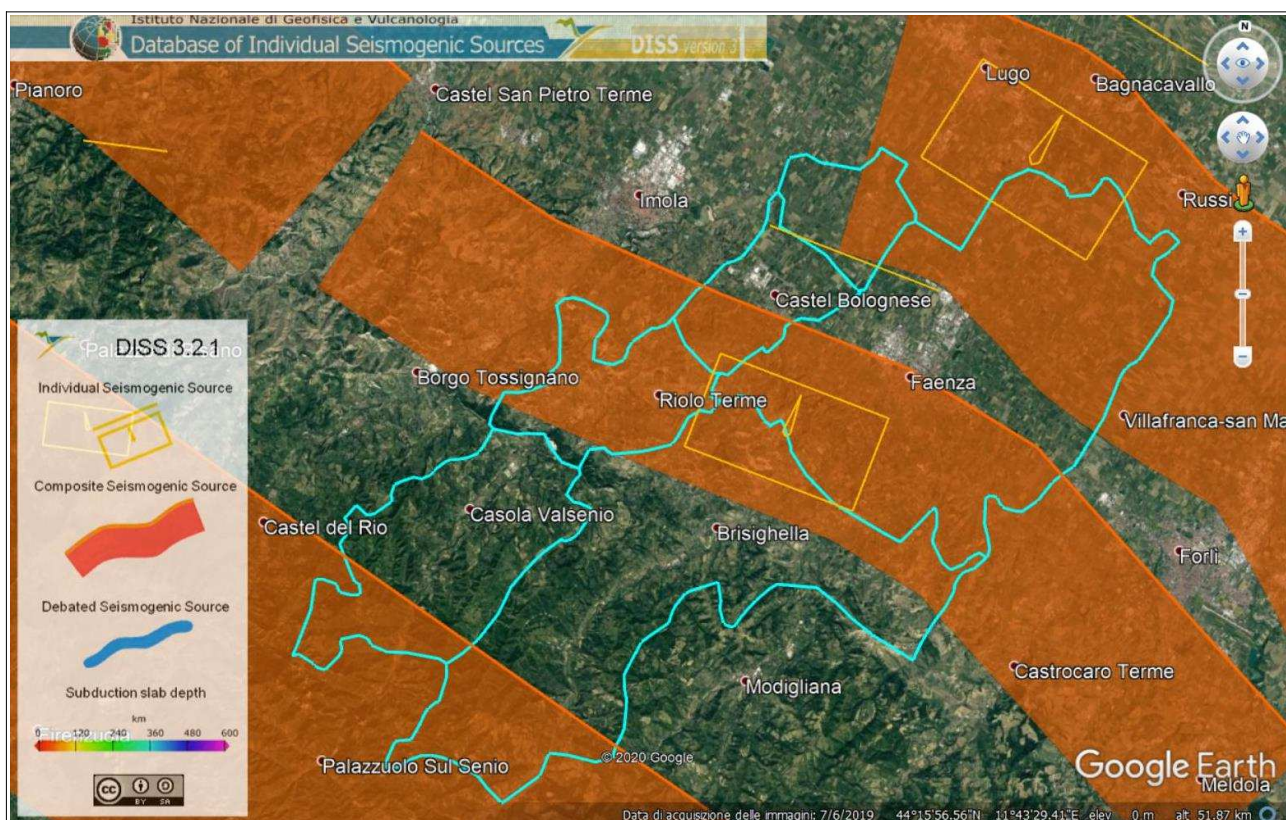 Istituto Nazionale di Geofisica e Vulcanologia
Database of Individual Seismogenic Sources
DISS version 3
N
Pianoro
Castel San Pietro Terme
Lugo
Bagnacavallo
Imola
Russi
Castel Bolognese
DISS 3.2.1
Borgo Tossignano
Riolo Terme
Faenza
Individual Seismogenic Source
Villafranca-san Ma
Composite Seismogenic Source
Castel del Rio
Casola Valsenio
Brisighella
Forlì
Debated Seismogenic Source
Castrocaro Terme
Modigliana
Subduction slab depth
km
0 120 240 360 480 600
Firenzuola
© 2020 Google
Palazzuolo Sul Senio
Google Earth
Meldola
cc BY SA
Data di acquisizione delle immagini: 7/6/2019 44°15'56.56"N 11°43'29.41"E elev 0 m alt 51.87 km